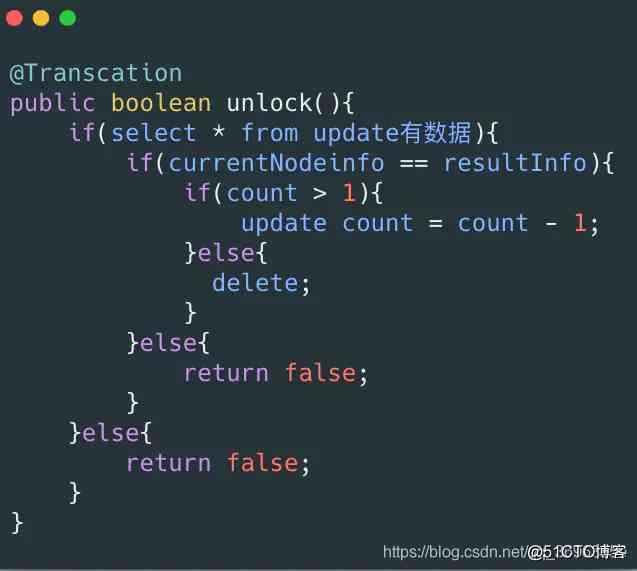 @Transcation
public boolean unlock(){
    if(select * from update有数据){
        if(currentNodeinfo == resultInfo){
            if(count > 1){
                update count = count - 1;
            }else{
              delete;
            }
        }else{
            return false;
        }
    }else{
        return false;
    }
}
https://blog.csdn.net/
@51CTO博客